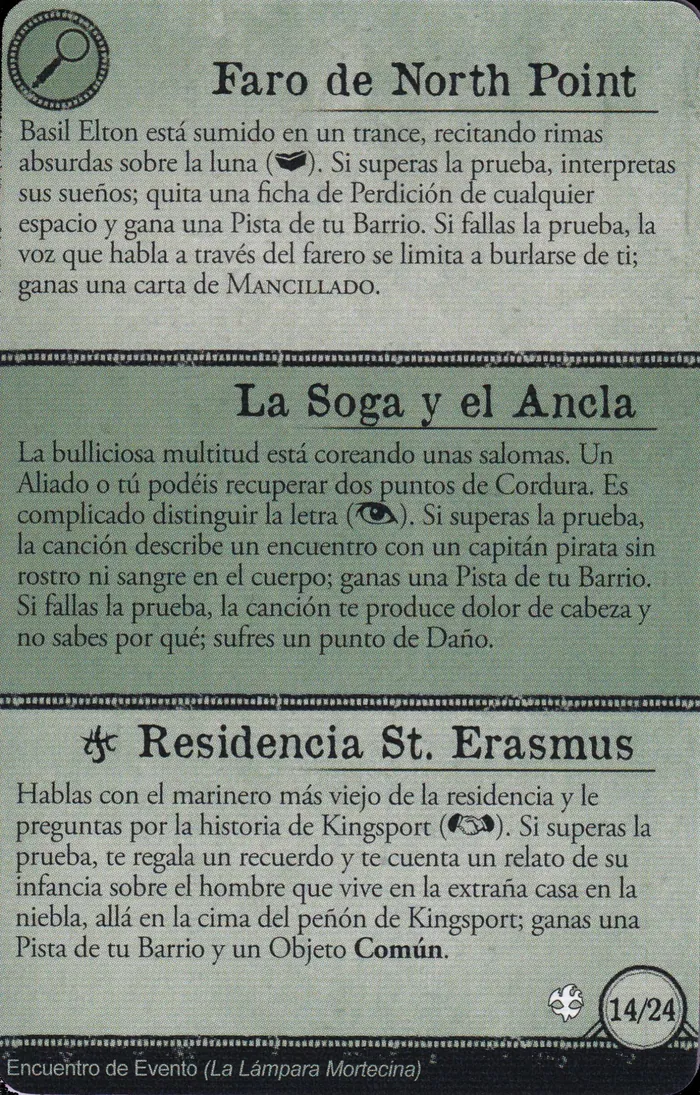 Faro de North Point
Basil Elton está sumido en un trance, recitando rimas
absurdas sobre la luna (). Si superas la prueba, interpretas
sus sueños; quita una ficha de Perdición de cualquier
espacio y gana una Pista de tu Barrio. Si fallas la prueba, la
voz que habla a través del farero se limita a burlarse de ti;
ganas una carta de MANCILLADO.
La Soga y el Ancla
La bulliciosa multitud está coreando unas salomas. Un
Aliado o tú podéis recuperar dos puntos de Cordura. Es
complicado distinguir la letra (). Si superas la prueba,
la canción describe un encuentro con un capitán pirata sin
rostro ni sangre en el cuerpo; ganas una Pista de tu Barrio.
Si fallas la prueba, la canción te produce dolor de cabeza y
no sabes por qué; sufres un punto de Daño.
Residencia St. Erasmus
Hablas con el marinero más viejo de la residencia y le
preguntas por la historia de Kingsport (). Si superas la
prueba, te regala un recuerdo y te cuenta un relato de su
infancia sobre el hombre que vive en la extraña casa en la
niebla, allá en la cima del peñón de Kingsport; ganas una
Pista de tu Barrio y un Objeto Común.
14/24
Encuentro de Evento (La Lámpara Mortecina)